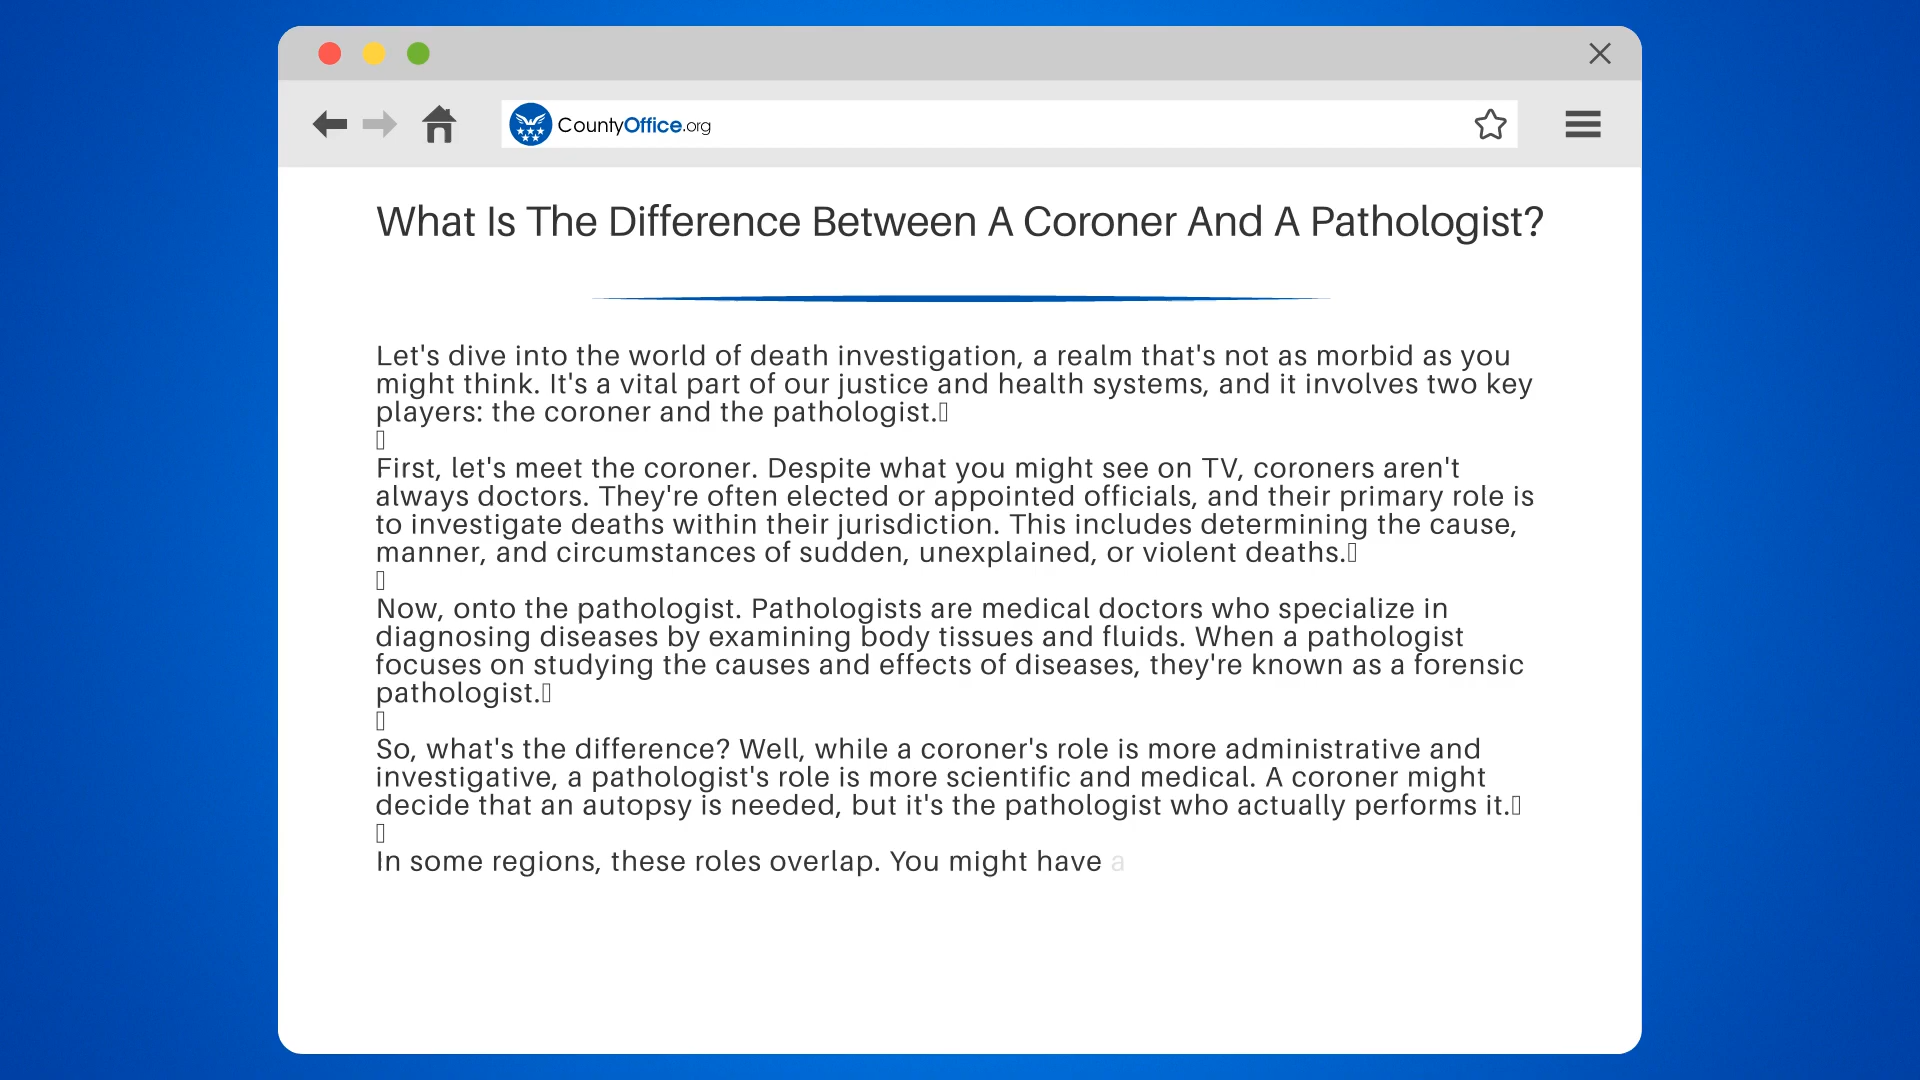 CountyOffice.org
What Is The Difference Between A Coroner And A Pathologist?
Let's dive into the world of death investigation, a realm that's not as morbid as you
might think. It's a vital part of our justice and health systems, and it involves two key
players: the coroner and the pathologist.
First, let's meet the coroner. Despite what you might see on TV, coroners aren't
always doctors. They're often elected or appointed officials, and their primary role is
to investigate deaths within their jurisdiction. This includes determining the cause,
manner, and circumstances of sudden, unexplained, or violent deaths.
Now, onto the pathologist. Pathologists are medical doctors who specialize in
diagnosing diseases by examining body tissues and fluids. When a pathologist
focuses on studying the causes and effects of diseases, they're known as a forensic
pathologist.
So, what's the difference? Well, while a coroner's role is more administrative and
investigative, a pathologist's role is more scientific and medical. A coroner might
decide that an autopsy is needed, but it's the pathologist who actually performs it.
In some regions, these roles overlap. You might have a